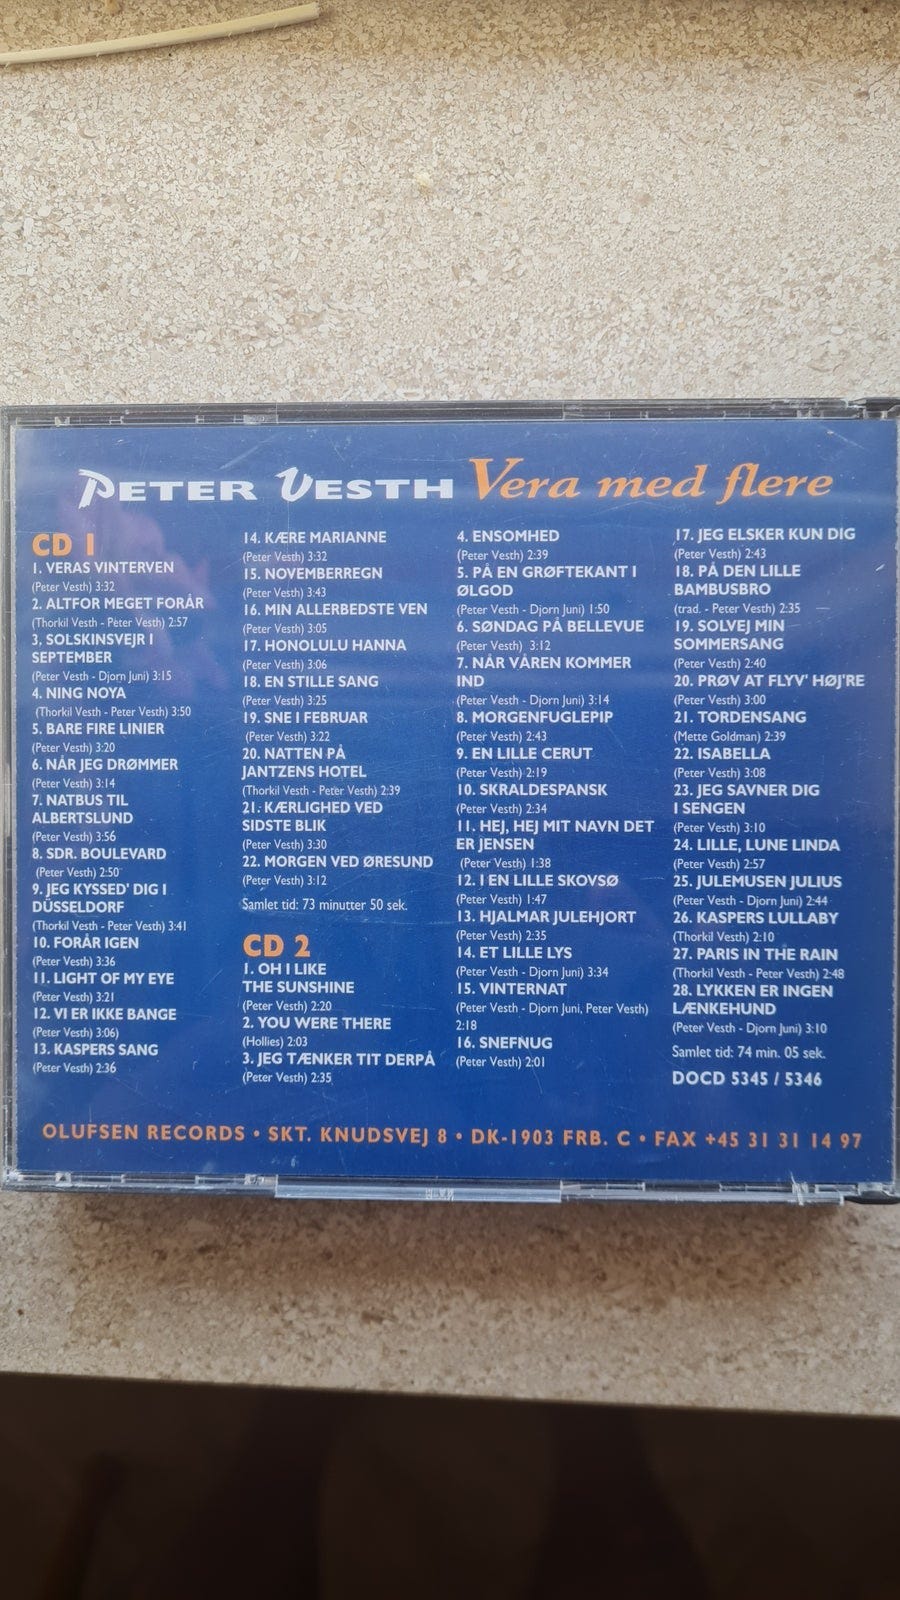 PETER VESTH Vera med flere
CD 1
1. VERAS VINTERVEN
(Peter Vesth) 3:32
2. ALTFOR MEGET FORÅR
(Thorkil Vesth - Peter Vesth) 2:57
3. SOLSKINSVEJR I
SEPTEMBER
(Peter Vesth - Djorn Juni) 3:15
4. NING NOYA
(Thorkil Vesth - Peter Vesth) 3:50
5. BARE FIRE LINIER
(Peter Vesth) 3:20
6. NÅR JEG DRØMMER
(Peter Vesth) 3:14
7. NATBUS TIL
ALBERTSLUND
(Peter Vesth) 3:56
8. SDR. BOULEVARD
(Peter Vesth) 2:50
9. JEG KYSSED' DIG I
DÜSSELDORF
(Thorkil Vesth - Peter Vesth) 3:41
10. FORÅR IGEN
(Peter Vesth) 3:36
11. LIGHT OF MY EYE
(Peter Vesth) 3:21
12. VI ER IKKE BANGE
(Peter Vesth) 3:06)
13. KASPERS SANG
(Peter Vesth) 2:36
14. KÆRE MARIANNE
(Peter Vesth) 3:32
15. NOVEMBERREGN
(Peter Vesth) 3:43
16. MIN ALLERBEDSTE VEN
(Peter Vesth) 3:05
17. HONOLULU HANNA
(Peter Vesth) 3:06
18. EN STILLE SANG
(Peter Vesth) 3:25
19. SNE I FEBRUAR
(Peter Vesth) 3:22
20. NATTEN PÅ
JANTZENS HOTEL
(Thorkil Vesth - Peter Vesth) 2:39
21. KÆRLIGHED VED
SIDSTE BLIK
(Peter Vesth) 3:30
22. MORGEN VED ØRESUND
(Peter Vesth) 3:12
Samlet tid: 73 minutter 50 sek.
CD 2
1. OH I LIKE
THE SUNSHINE
(Peter Vesth) 2:20
2. YOU WERE THERE
(Hollies) 2:03
3. JEG TÆNKER TIT DERPÅ
(Peter Vesth) 2:35
4. ENSOMHED
(Peter Vesth) 2:39
5. PÅ EN GRØFTEKANT I
ØLGOD
(Peter Vesth - Djorn Juni) 1:50
6. SØNDAG PÅ BELLEVUE
(Peter Vesth) 3:12
7. NÅR VÅREN KOMMER
IND
(Peter Vesth - Djorn Juni) 3:14
8. MORGENFUGLEPIP
(Peter Vesth) 2:43
9. EN LILLE CERUT
(Peter Vesth) 2:19
10. SKRALDESPANSK
(Peter Vesth) 2:34
11. HEJ, HEJ MIT NAVN DET
ER JENSEN
(Peter Vesth) 1:38
12. I EN LILLE SKOVSØ
(Peter Vesth) 1:47
13. HJALMAR JULEHJORT
(Peter Vesth) 2:35
14. ET LILLE LYS
(Peter Vesth - Djorn Juni) 3:34
15. VINTERNAT
(Peter Vesth - Djorn Juni, Peter Vesth)
2:18
16. SNEFNUG
(Peter Vesth) 2:01
17. JEG ELSKER KUN DIG
(Peter Vesth) 2:43
18. PÅ DEN LILLE
BAMBUSBRO
(trad. - Peter Vesth) 2:35
19. SOLVEJ MIN
SOMMERSANG
(Peter Vesth) 2:40
20. PRØV AT FLYV' HØJ'RE
(Peter Vesth) 3:00
21. TORDENSANG
(Mette Goldman) 2:39
22. ISABELLA
(Peter Vesth) 3:08
23. JEG SAVNER DIG
I SENGEN
(Peter Vesth) 3:10
24. LILLE, LUNE LINDA
(Peter Vesth) 2:57
25. JULEMUSEN JULIUS
(Peter Vesth - Djorn Juni) 2:44
26. KASPERS LULLABY
(Thorkil Vesth) 2:10
27. PARIS IN THE RAIN
(Thorkil Vesth - Peter Vesth) 2:48
28. LYKKEN ER INGEN
LÆNKEHUND
(Peter Vesth - Djorn Juni) 3:10
Samlet tid: 74 min. 05 sek.
DOCD 5345 / 5346
OLUFSEN RECORDS • SKT. KNUDSVEJ 8 • DK-1903 FRB. C • FAX +45 31 31 14 97